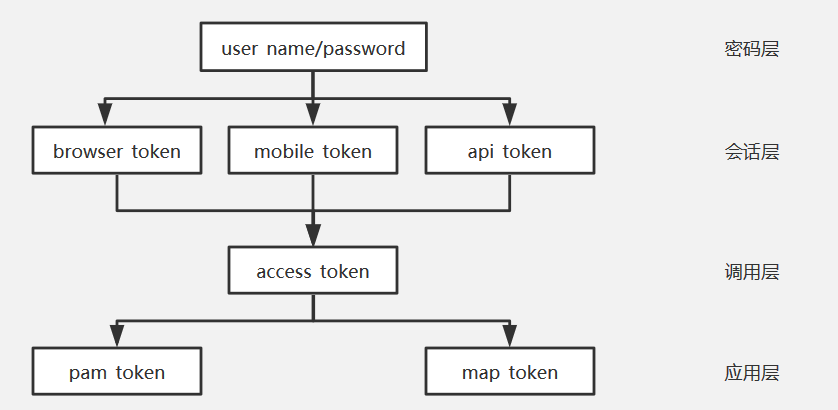 user name/password 密码层
browser token mobile token api token 会话层
access token 调用层
pam token map token 应用层